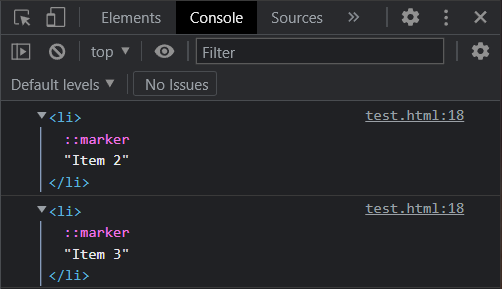 Elements Console Sources »
top ▼ Filter
Default levels ▼ No Issues
▼<li> test.html:18
::marker
"Item 2"
</li>
▼<li> test.html:18
::marker
"Item 3"
</li>